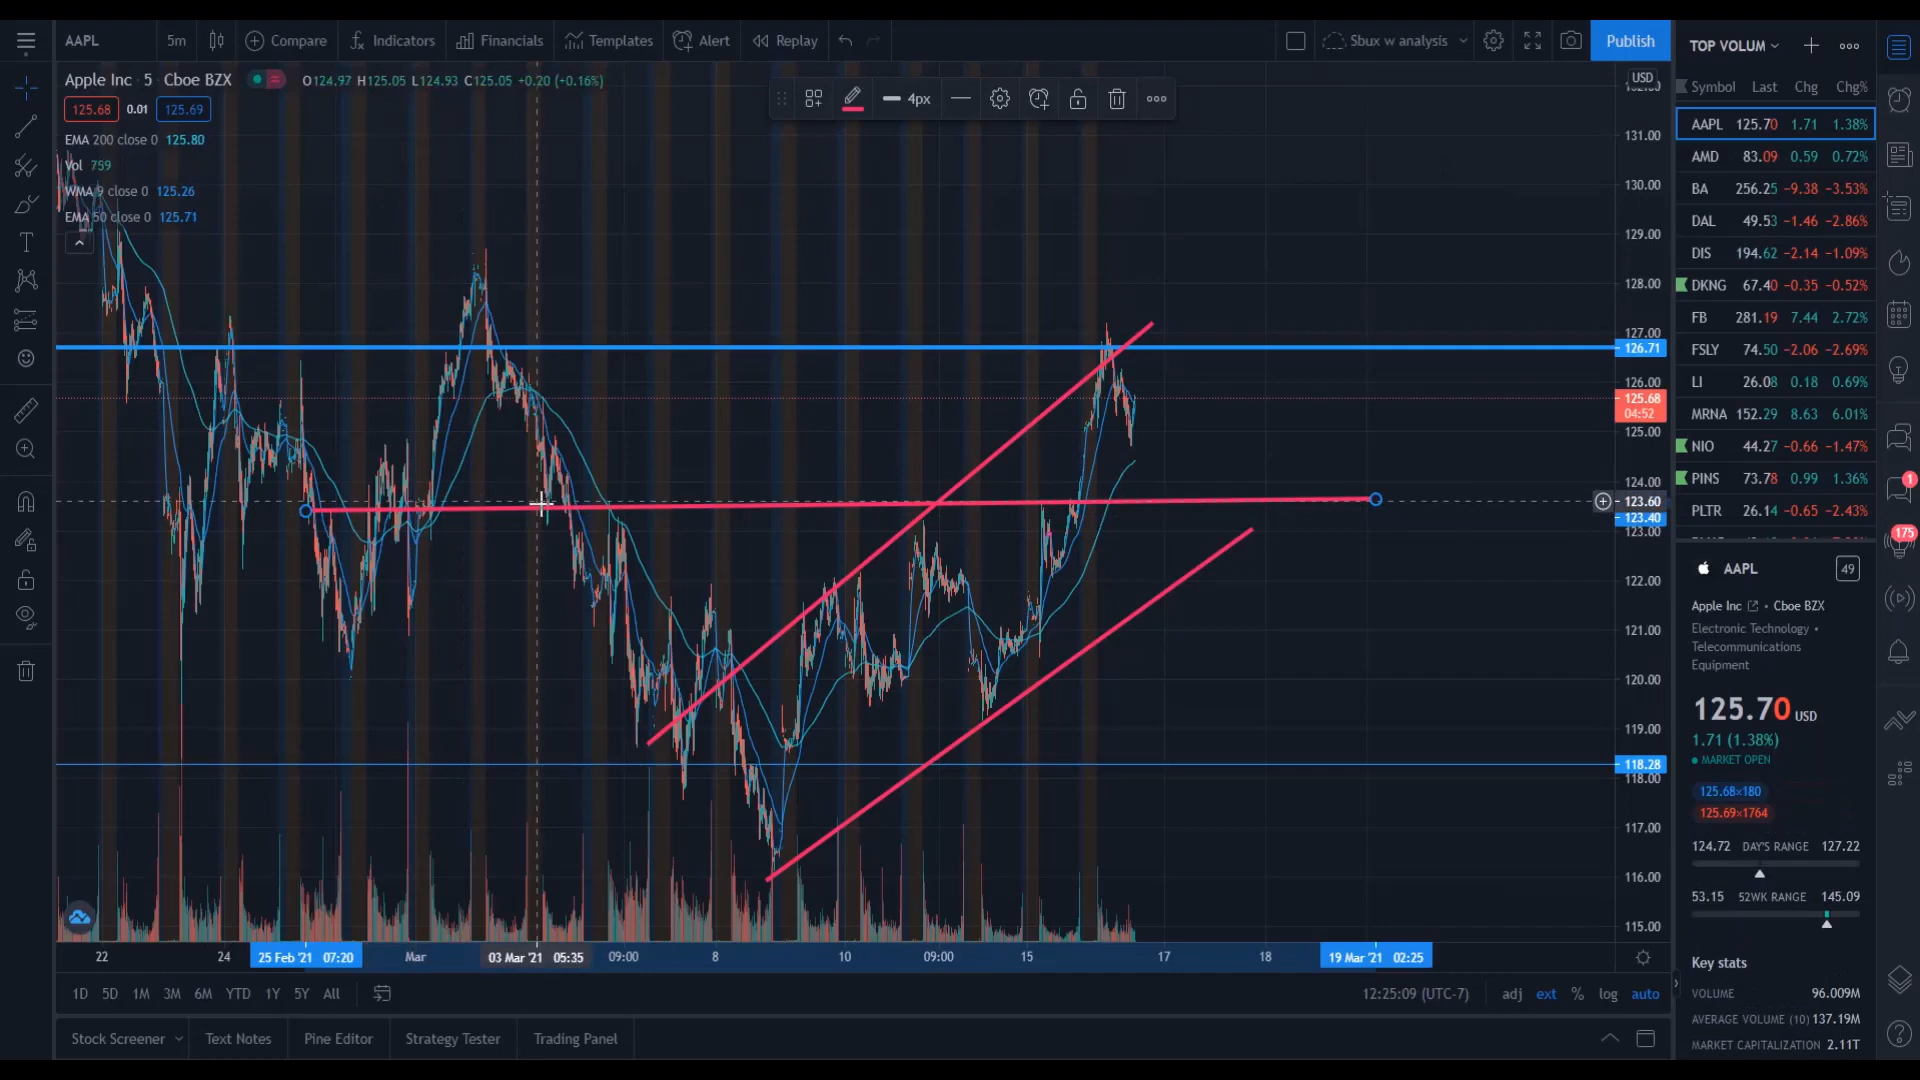 AAPL 5m Compare Indicators Financials Templates Alert Replay Sbux w analysis Publish
Apple Inc · 5 · Cboe BZX O124.97 H125.05 L124.93 C125.05 +0.20 (+0.16%)
125.68 0.01 125.69
EMA 200 close 0 125.80
Vol 759
WMA 9 close 0 125.26
EMA 50 close 0 125.71
4px
USD
131.00
130.00
129.00
128.00
127.00
126.71
126.00
125.68
04:52
125.00
124.00
123.60
123.40
123.00
122.00
121.00
120.00
119.00
118.28
118.00
117.00
116.00
115.00
22 24 25 Feb '21 07:20 Mar 03 Mar '21 05:35 09:00 8 10 09:00 15 17 18 19 Mar '21 02:25
1D 5D 1M 3M 6M YTD 1Y 5Y All 12:25:09 (UTC-7) adj ext % log auto
Stock Screener Text Notes Pine Editor Strategy Tester Trading Panel
TOP VOLUM
Symbol Last Chg Chg%
AAPL 125.70 1.71 1.38%
AMD 83.09 0.59 0.72%
BA 256.25 −9.38 −3.53%
DAL 49.53 −1.46 −2.86%
DIS 194.62 −2.14 −1.09%
DKNG 67.40 −0.35 −0.52%
FB 281.19 7.44 2.72%
FSLY 74.50 −2.06 −2.69%
LI 26.08 0.18 0.69%
MRNA 152.29 8.63 6.01%
NIO 44.27 −0.66 −1.47%
PINS 73.78 0.99 1.36%
PLTR 26.14 −0.65 −2.43%
AAPL 49
Apple Inc • Cboe BZX
Electronic Technology •
Telecommunications
Equipment
125.70 USD
1.71 (1.38%)
MARKET OPEN
125.68×180
125.69×1764
124.72 DAY'S RANGE 127.22
53.15 52WK RANGE 145.09
Key stats
VOLUME 96.009M
AVERAGE VOLUME (10) 137.19M
MARKET CAPITALIZATION 2.11T
1
175